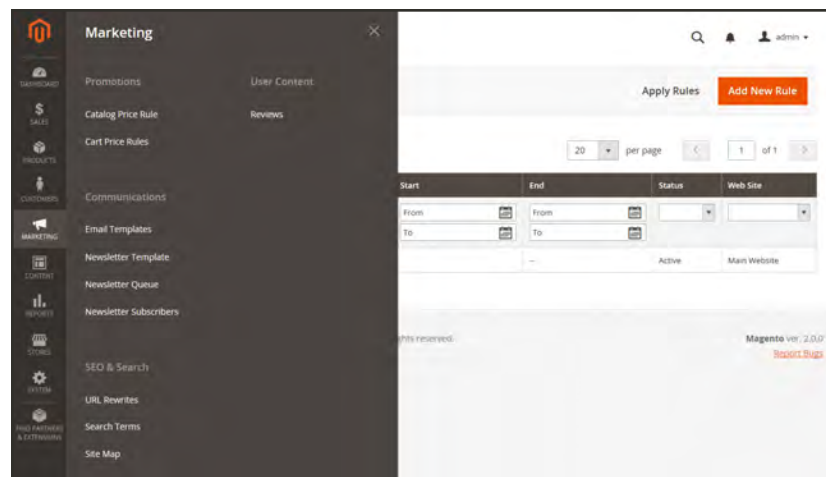 DASHBOARD
SALES
PRODUCTS
CUSTOMERS
MARKETING
CONTENT
REPORTS
STORES
SYSTEM
FIND PARTNERS
& EXTENSIONS
Marketing
Promotions
Catalog Price Rule
Cart Price Rules
Communications
Email Templates
Newsletter Template
Newsletter Queue
Newsletter Subscribers
SEO & Search
URL Rewrites
Search Terms
Site Map
User Content
Reviews
admin
Apply Rules Add New Rule
20 per page 1 of 1
Start End Status Web Site
From From
To To
-- Active Main Website
reserved.
Magento ver. 2.0.0
Report Bugs